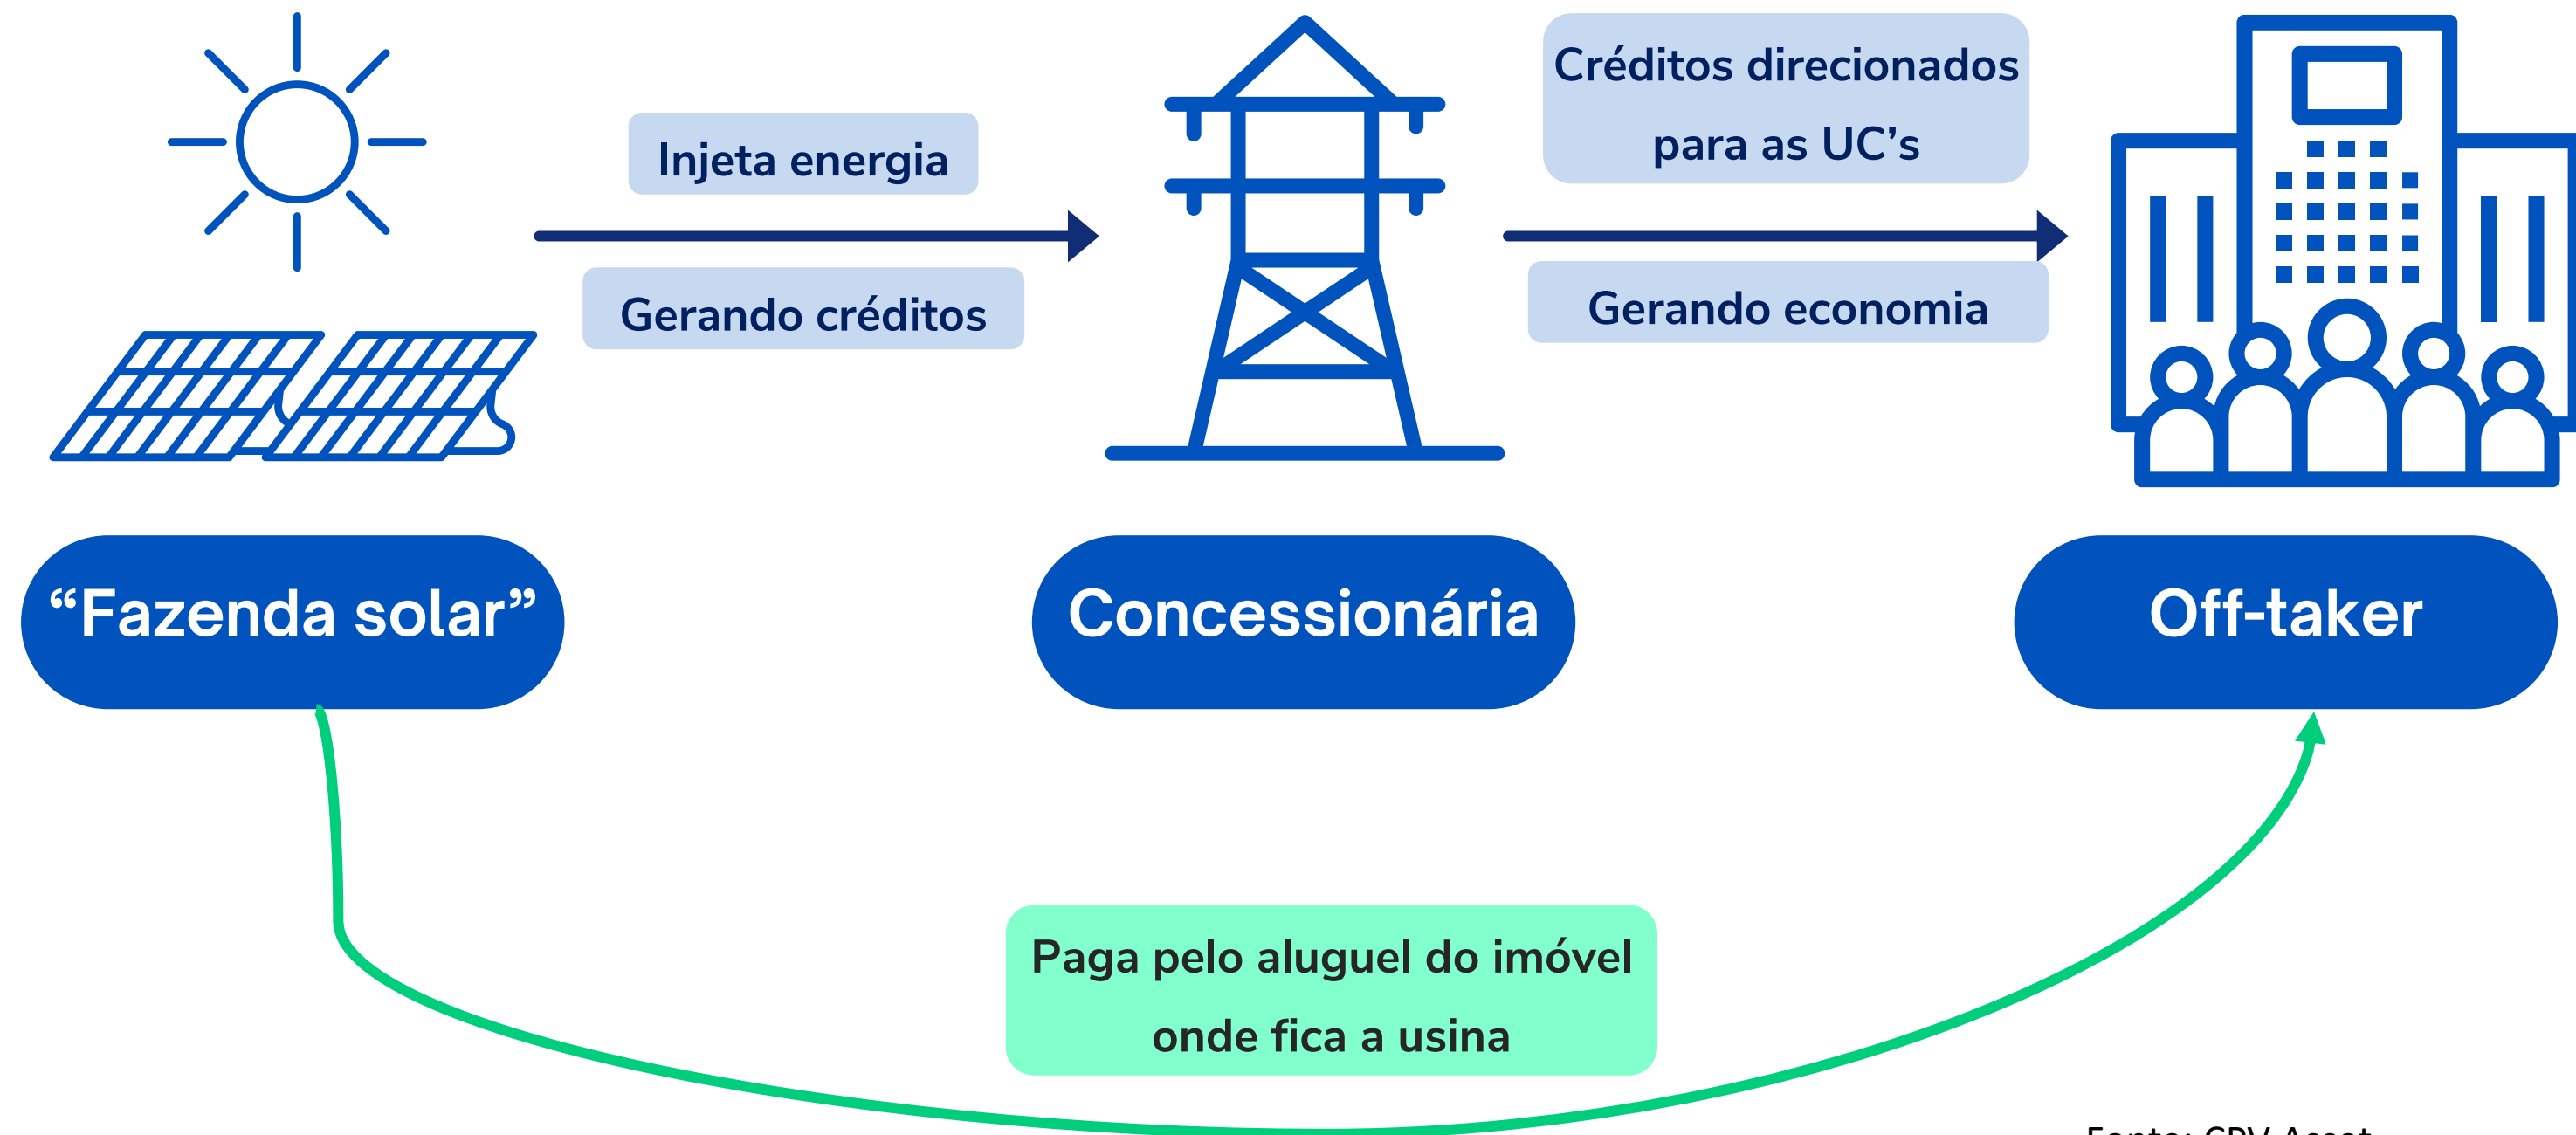 Injeta energia
Gerando créditos
Créditos direcionados
para as UC’s
Gerando economia
“Fazenda solar”
Concessionária
Off-taker
Paga pelo aluguel do imóvel
onde fica a usina